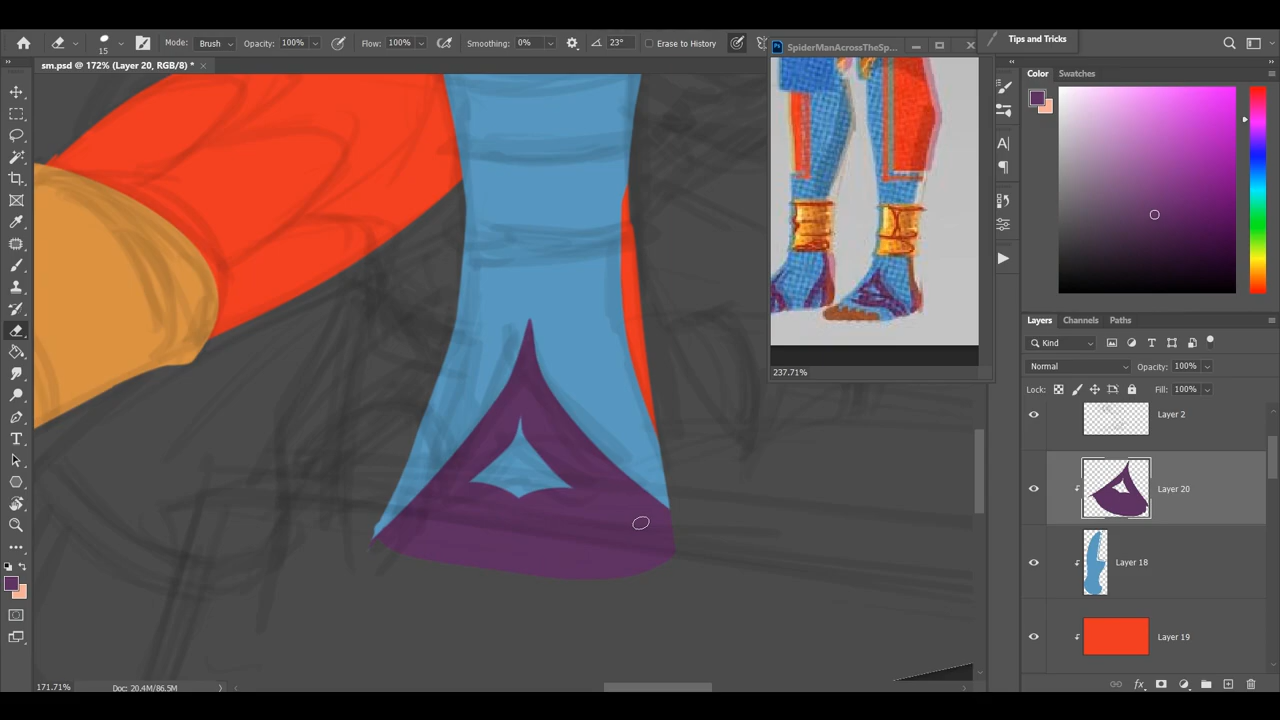 15
Mode: Brush
Opacity: 100%
Flow: 100%
Smoothing: 0%
23°
Erase to History
SpiderManAcrossTheSp...
Tips and Tricks
sm.psd @ 172% (Layer 20, RGB/8) *
237.71%
Color
Swatches
Layers
Channels
Paths
Kind
Normal
Opacity: 100%
Lock:
Fill: 100%
Layer 2
Layer 20
Layer 18
Layer 19
171.71%
Doc: 20.4M/86.5M